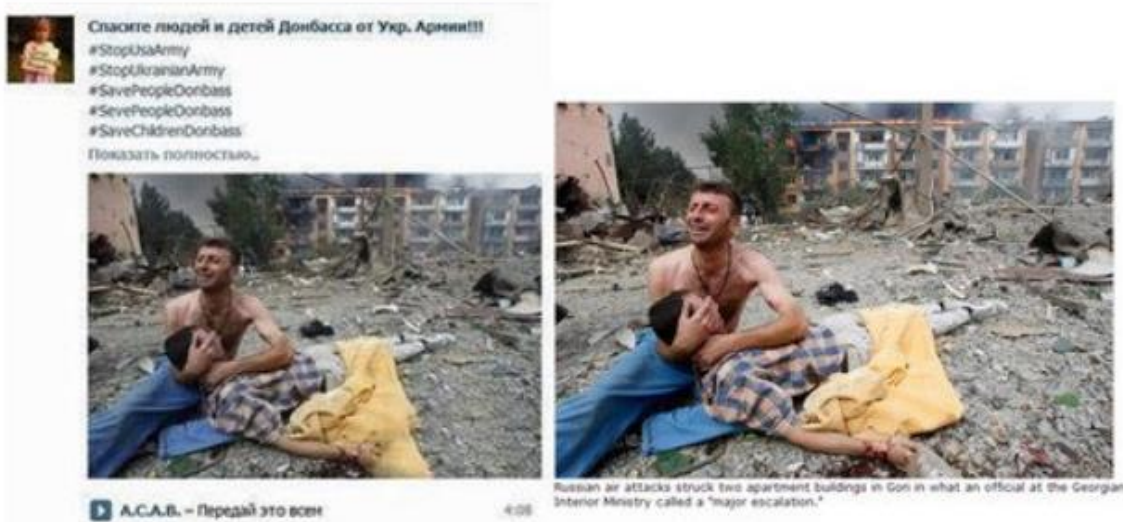 Спасите людей и детей Донбасса от Укр. Армии!!!
#StopUsaArmy
#StopUkrainianArmy
#SavePeopleDonbass
#SevePeopleDonbass
#SaveChildrenDonbass
Показать полностью..
А.С.А.В. – Передай это всем 4:08
Russian air attacks struck two apartment buildings in Gori in what an official at the Georgian
Interior Ministry called a "major escalation."